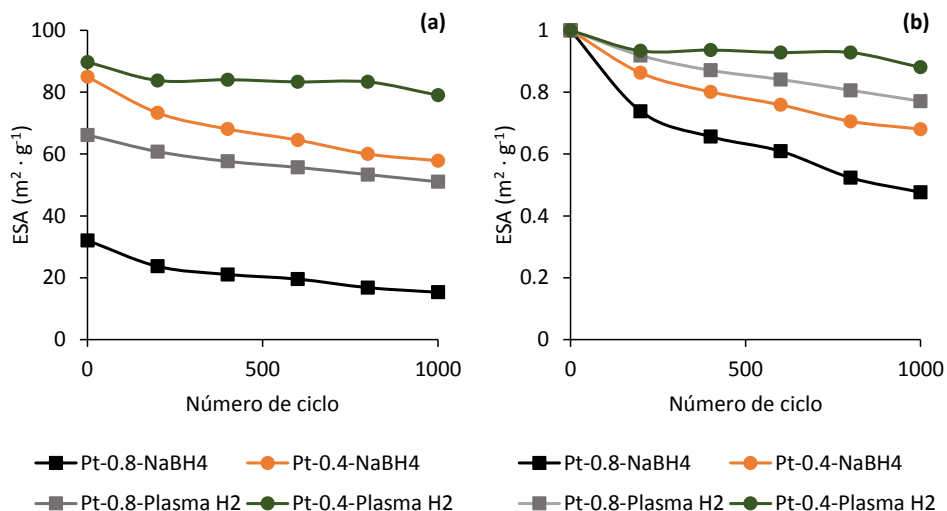 (a)
100
80
60
40
20
0
ESA (m² · g⁻¹)
0 500 1000
Número de ciclo
Pt-0.8-NaBH4 Pt-0.4-NaBH4
Pt-0.8-Plasma H2 Pt-0.4-Plasma H2
(b)
1
0.8
0.6
0.4
0.2
0
ESA (m² · g⁻¹)
0 500 1000
Número de ciclo
Pt-0.8-NaBH4 Pt-0.4-NaBH4
Pt-0.8-Plasma H2 Pt-0.4-Plasma H2